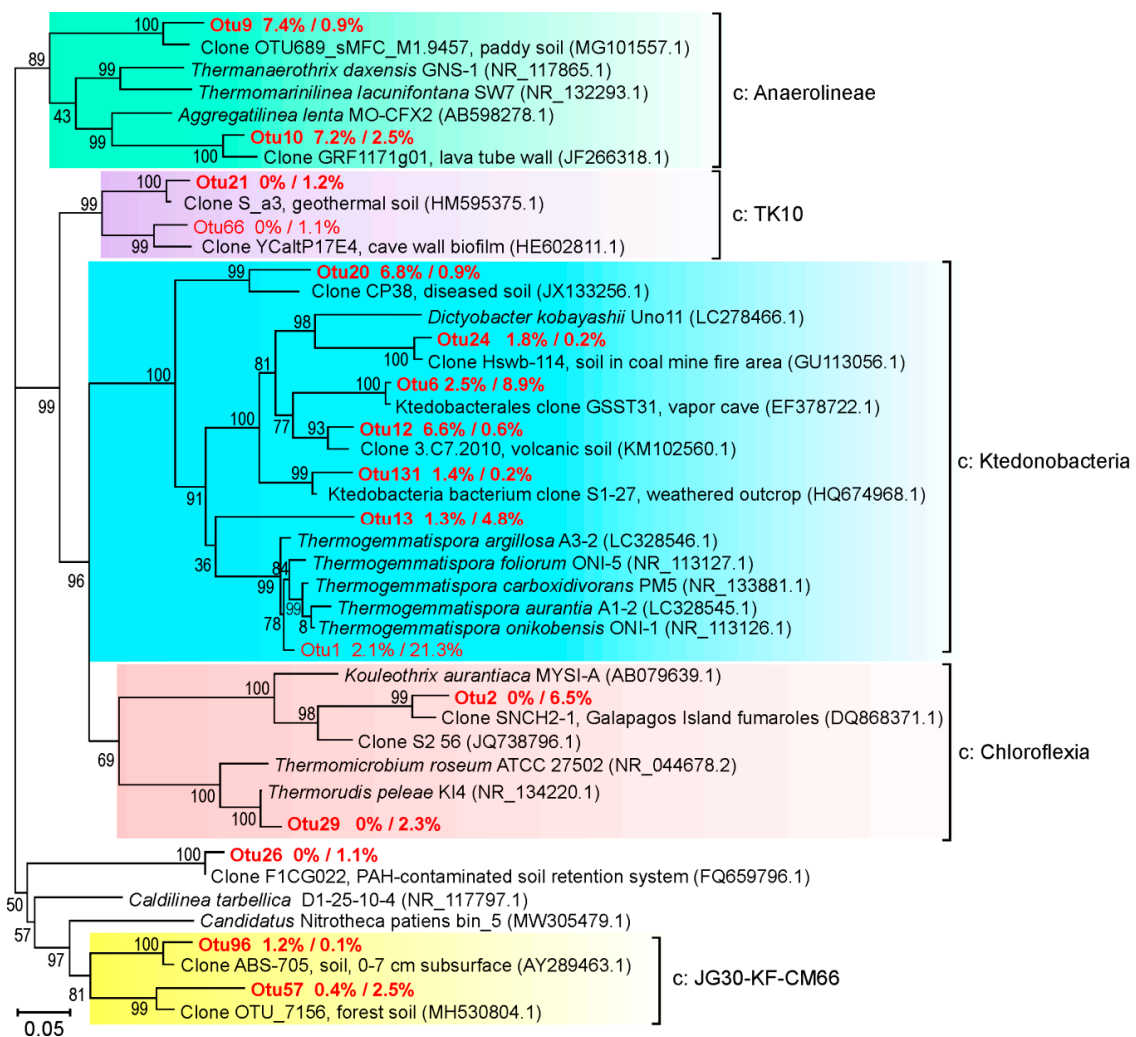 100
Otu9 7.4% / 0.9%
Clone OTU689_sMFC_M1.9457, paddy soil (MG101557.1)
89
99
Thermanaerothrix daxensis GNS-1 (NR_117865.1)
Thermomarinilinea lacunifontana SW7 (NR_132293.1)
c: Anaerolineae
43
Aggregatilinea lenta MO-CFX2 (AB598278.1)
99
Otu10 7.2% / 2.5%
100
Clone GRF1171g01, lava tube wall (JF266318.1)
100
Otu21 0% / 1.2%
99
Clone S_a3, geothermal soil (HM595375.1)
c: TK10
Otu66 0% / 1.1%
99
Clone YCaltP17E4, cave wall biofilm (HE602811.1)
99
Otu20 6.8% / 0.9%
Clone CP38, diseased soil (JX133256.1)
98
Dictyobacter kobayashii Uno11 (LC278466.1)
Otu24 1.8% / 0.2%
100
Clone Hswb-114, soil in coal mine fire area (GU113056.1)
81
100
100
Otu6 2.5% / 8.9%
99
Ktedobacterales clone GSST31, vapor cave (EF378722.1)
100
77
93
Otu12 6.6% / 0.6%
Clone 3.C7.2010, volcanic soil (KM102560.1)
c: Ktedonobacteria
99
Otu131 1.4% / 0.2%
91
Ktedobacteria bacterium clone S1-27, weathered outcrop (HQ674968.1)
Otu13 1.3% / 4.8%
Thermogemmatispora argillosa A3-2 (LC328546.1)
36
84
Thermogemmatispora foliorum ONI-5 (NR_113127.1)
96
99
Thermogemmatispora carboxidivorans PM5 (NR_133881.1)
99
Thermogemmatispora aurantia A1-2 (LC328545.1)
78
8
Thermogemmatispora onikobensis ONI-1 (NR_113126.1)
Otu1 2.1% / 21.3%
Kouleothrix aurantiaca MYSI-A (AB079639.1)
100
99
Otu2 0% / 6.5%
98
Clone SNCH2-1, Galapagos Island fumaroles (DQ868371.1)
Clone S2 56 (JQ738796.1)
c: Chloroflexia
69
Thermomicrobium roseum ATCC 27502 (NR_044678.2)
100
Thermorudis peleae KI4 (NR_134220.1)
100
Otu29 0% / 2.3%
100
Otu26 0% / 1.1%
Clone F1CG022, PAH-contaminated soil retention system (FQ659796.1)
50
Caldilinea tarbellica D1-25-10-4 (NR_117797.1)
57
Candidatus Nitrotheca patiens bin_5 (MW305479.1)
100
Otu96 1.2% / 0.1%
97
Clone ABS-705, soil, 0-7 cm subsurface (AY289463.1)
c: JG30-KF-CM66
81
Otu57 0.4% / 2.5%
99
Clone OTU_7156, forest soil (MH530804.1)
0.05